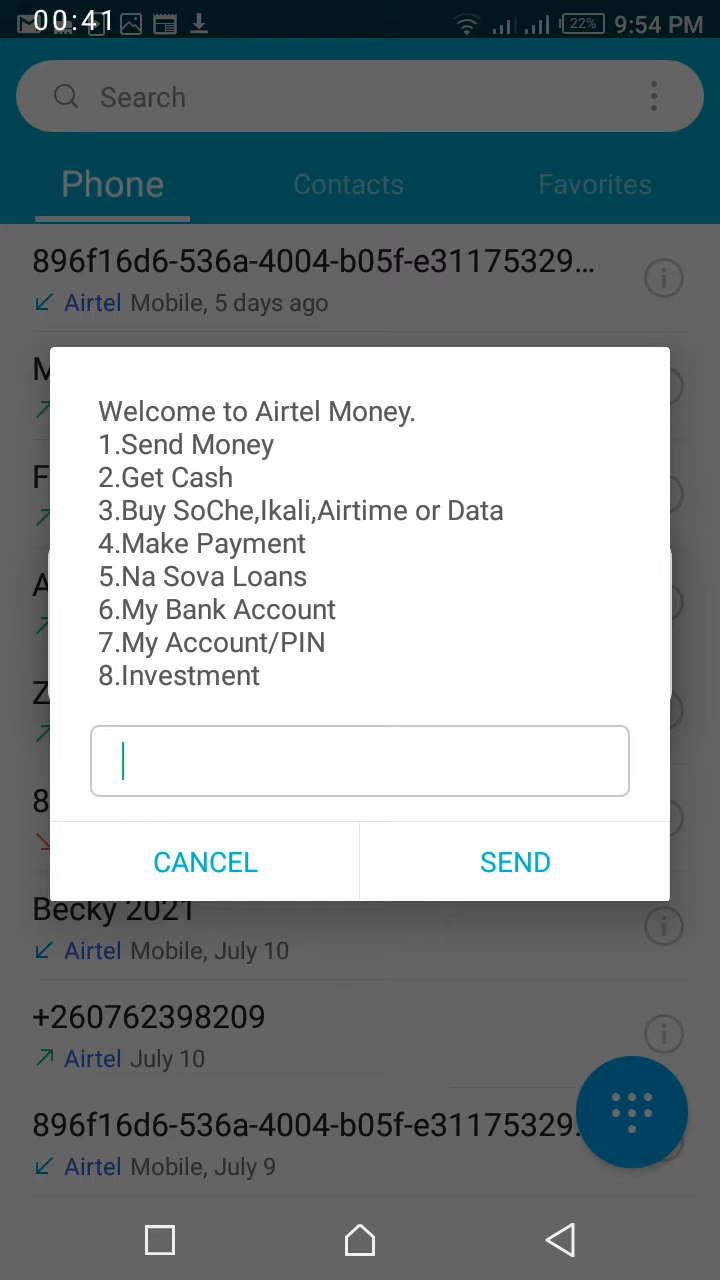 00:41
22% 9:54 PM
Search
Phone Contacts Favorites
896f16d6-536a-4004-b05f-e31175329...
Airtel Mobile, 5 days ago
M
Welcome to Airtel Money.
1.Send Money
F
2.Get Cash
3.Buy SoChe,Ikali,Airtime or Data
4.Make Payment
A
5.Na Sova Loans
6.My Bank Account
7.My Account/PIN
Z
8.Investment
8
CANCEL SEND
Becky 2021
Airtel Mobile, July 10
+260762398209
Airtel July 10
896f16d6-536a-4004-b05f-e31175329.
Airtel Mobile, July 9